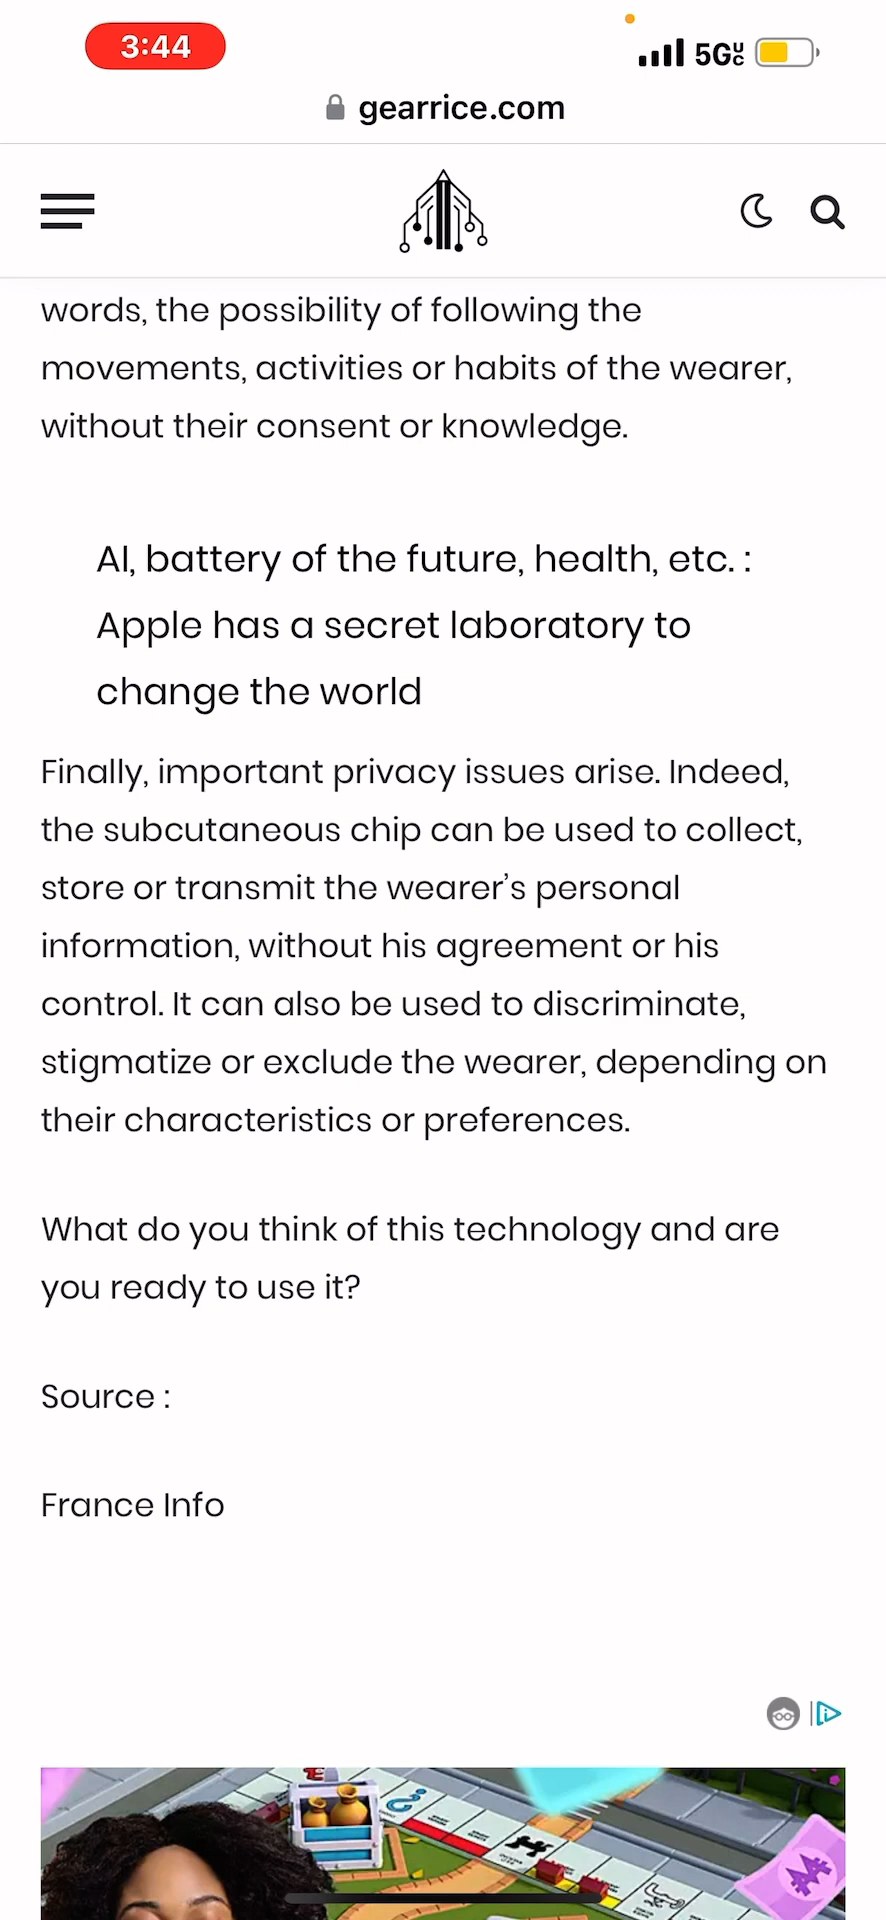 3:44
5G UC
gearrice.com
words, the possibility of following the
movements, activities or habits of the wearer,
without their consent or knowledge.
AI, battery of the future, health, etc. :
Apple has a secret laboratory to
change the world
Finally, important privacy issues arise. Indeed,
the subcutaneous chip can be used to collect,
store or transmit the wearer's personal
information, without his agreement or his
control. It can also be used to discriminate,
stigmatize or exclude the wearer, depending on
their characteristics or preferences.
What do you think of this technology and are
you ready to use it?
Source :
France Info